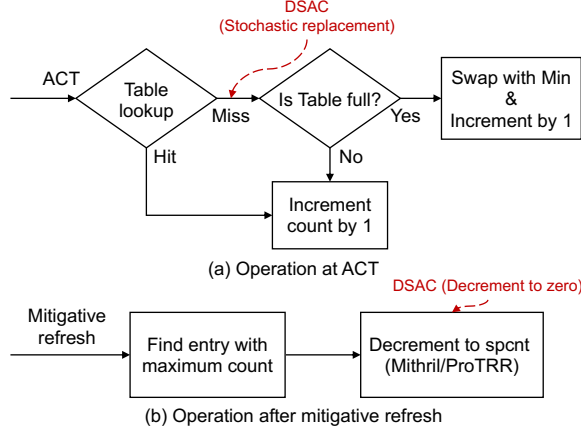 DSAC
(Stochastic replacement)
ACT
Table
lookup
Miss
Is Table full?
Yes
Swap with Min
&
Increment by 1
Hit
No
Increment
count by 1
(a) Operation at ACT
DSAC (Decrement to zero)
Mitigative
refresh
Find entry with
maximum count
Decrement to spcnt
(Mithril/ProTRR)
(b) Operation after mitigative refresh